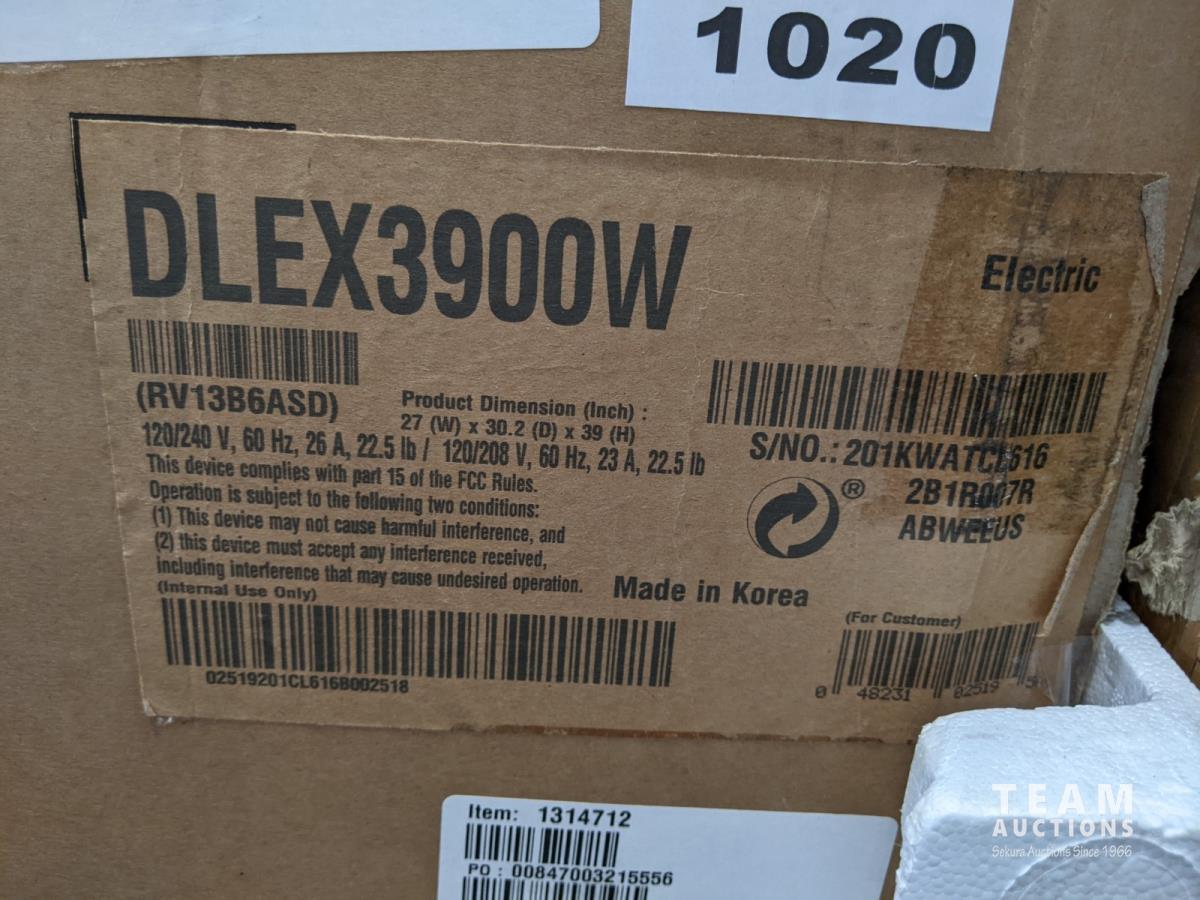 1020
DLEX3900W
Electric
(RV13B6ASD)
Product Dimension (Inch) :
27 (W) x 30.2 (D) x 39 (H)
120/240 V, 60 Hz, 26 A, 22.5 lb / 120/208 V, 60 Hz, 23 A, 22.5 lb
S/NO.: 201KWATCL616
2B1R007R
ABWEEUS
®
This device complies with part 15 of the FCC Rules.
Operation is subject to the following two conditions:
(1) This device may not cause harmful interference, and
(2) this device must accept any interference received,
including interference that may cause undesired operation.
Made in Korea
(Internal Use Only)
02519201CL616B002518
(For Customer)
0 48231 02519
Item: 1314712
PO : 00847003215556
TEAM
AUCTIONS
Sekura Auctions Since 1966